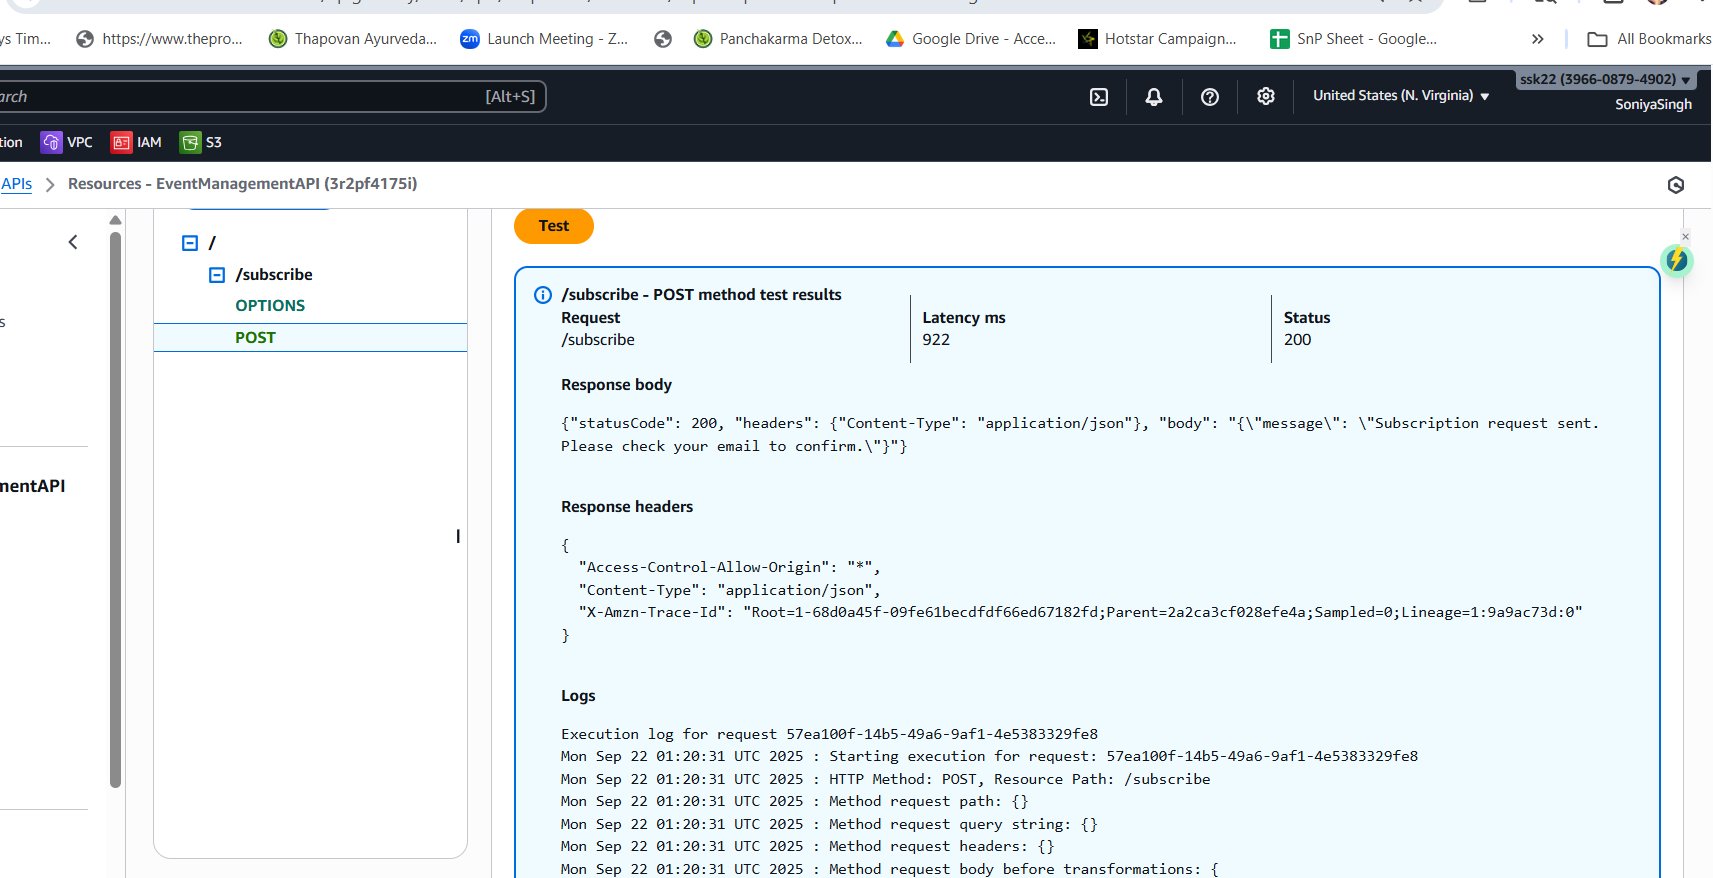 ys Tim...
https://www.thepro...
Thapovan Ayurveda...
zm
Launch Meeting - Z...
Panchakarma Detox...
Google Drive - Acce...
Hotstar Campaign...
SnP Sheet - Google...
»
All Bookmarks
arch
[Alt+S]
United States (N. Virginia)
ssk22 (3966-0879-4902)
SoniyaSingh
tion
VPC
IAM
S3
APIs
Resources - EventManagementAPI (3r2pf4175i)
s
mentAPI
/
/subscribe
OPTIONS
POST
Test
/subscribe - POST method test results
Request
/subscribe
Latency ms
922
Status
200
Response body
{"statusCode": 200, "headers": {"Content-Type": "application/json"}, "body": "{\"message\": \"Subscription request sent.
Please check your email to confirm.\"}"}
Response headers
{
"Access-Control-Allow-Origin": "*",
"Content-Type": "application/json",
"X-Amzn-Trace-Id": "Root=1-68d0a45f-09fe61becdfdf66ed67182fd;Parent=2a2ca3cf028efe4a;Sampled=0;Lineage=1:9a9ac73d:0"
}
Logs
Execution log for request 57ea100f-14b5-49a6-9af1-4e5383329fe8
Mon Sep 22 01:20:31 UTC 2025 : Starting execution for request: 57ea100f-14b5-49a6-9af1-4e5383329fe8
Mon Sep 22 01:20:31 UTC 2025 : HTTP Method: POST, Resource Path: /subscribe
Mon Sep 22 01:20:31 UTC 2025 : Method request path: {}
Mon Sep 22 01:20:31 UTC 2025 : Method request query string: {}
Mon Sep 22 01:20:31 UTC 2025 : Method request headers: {}
Mon Sep 22 01:20:31 UTC 2025 : Method request body before transformations: {